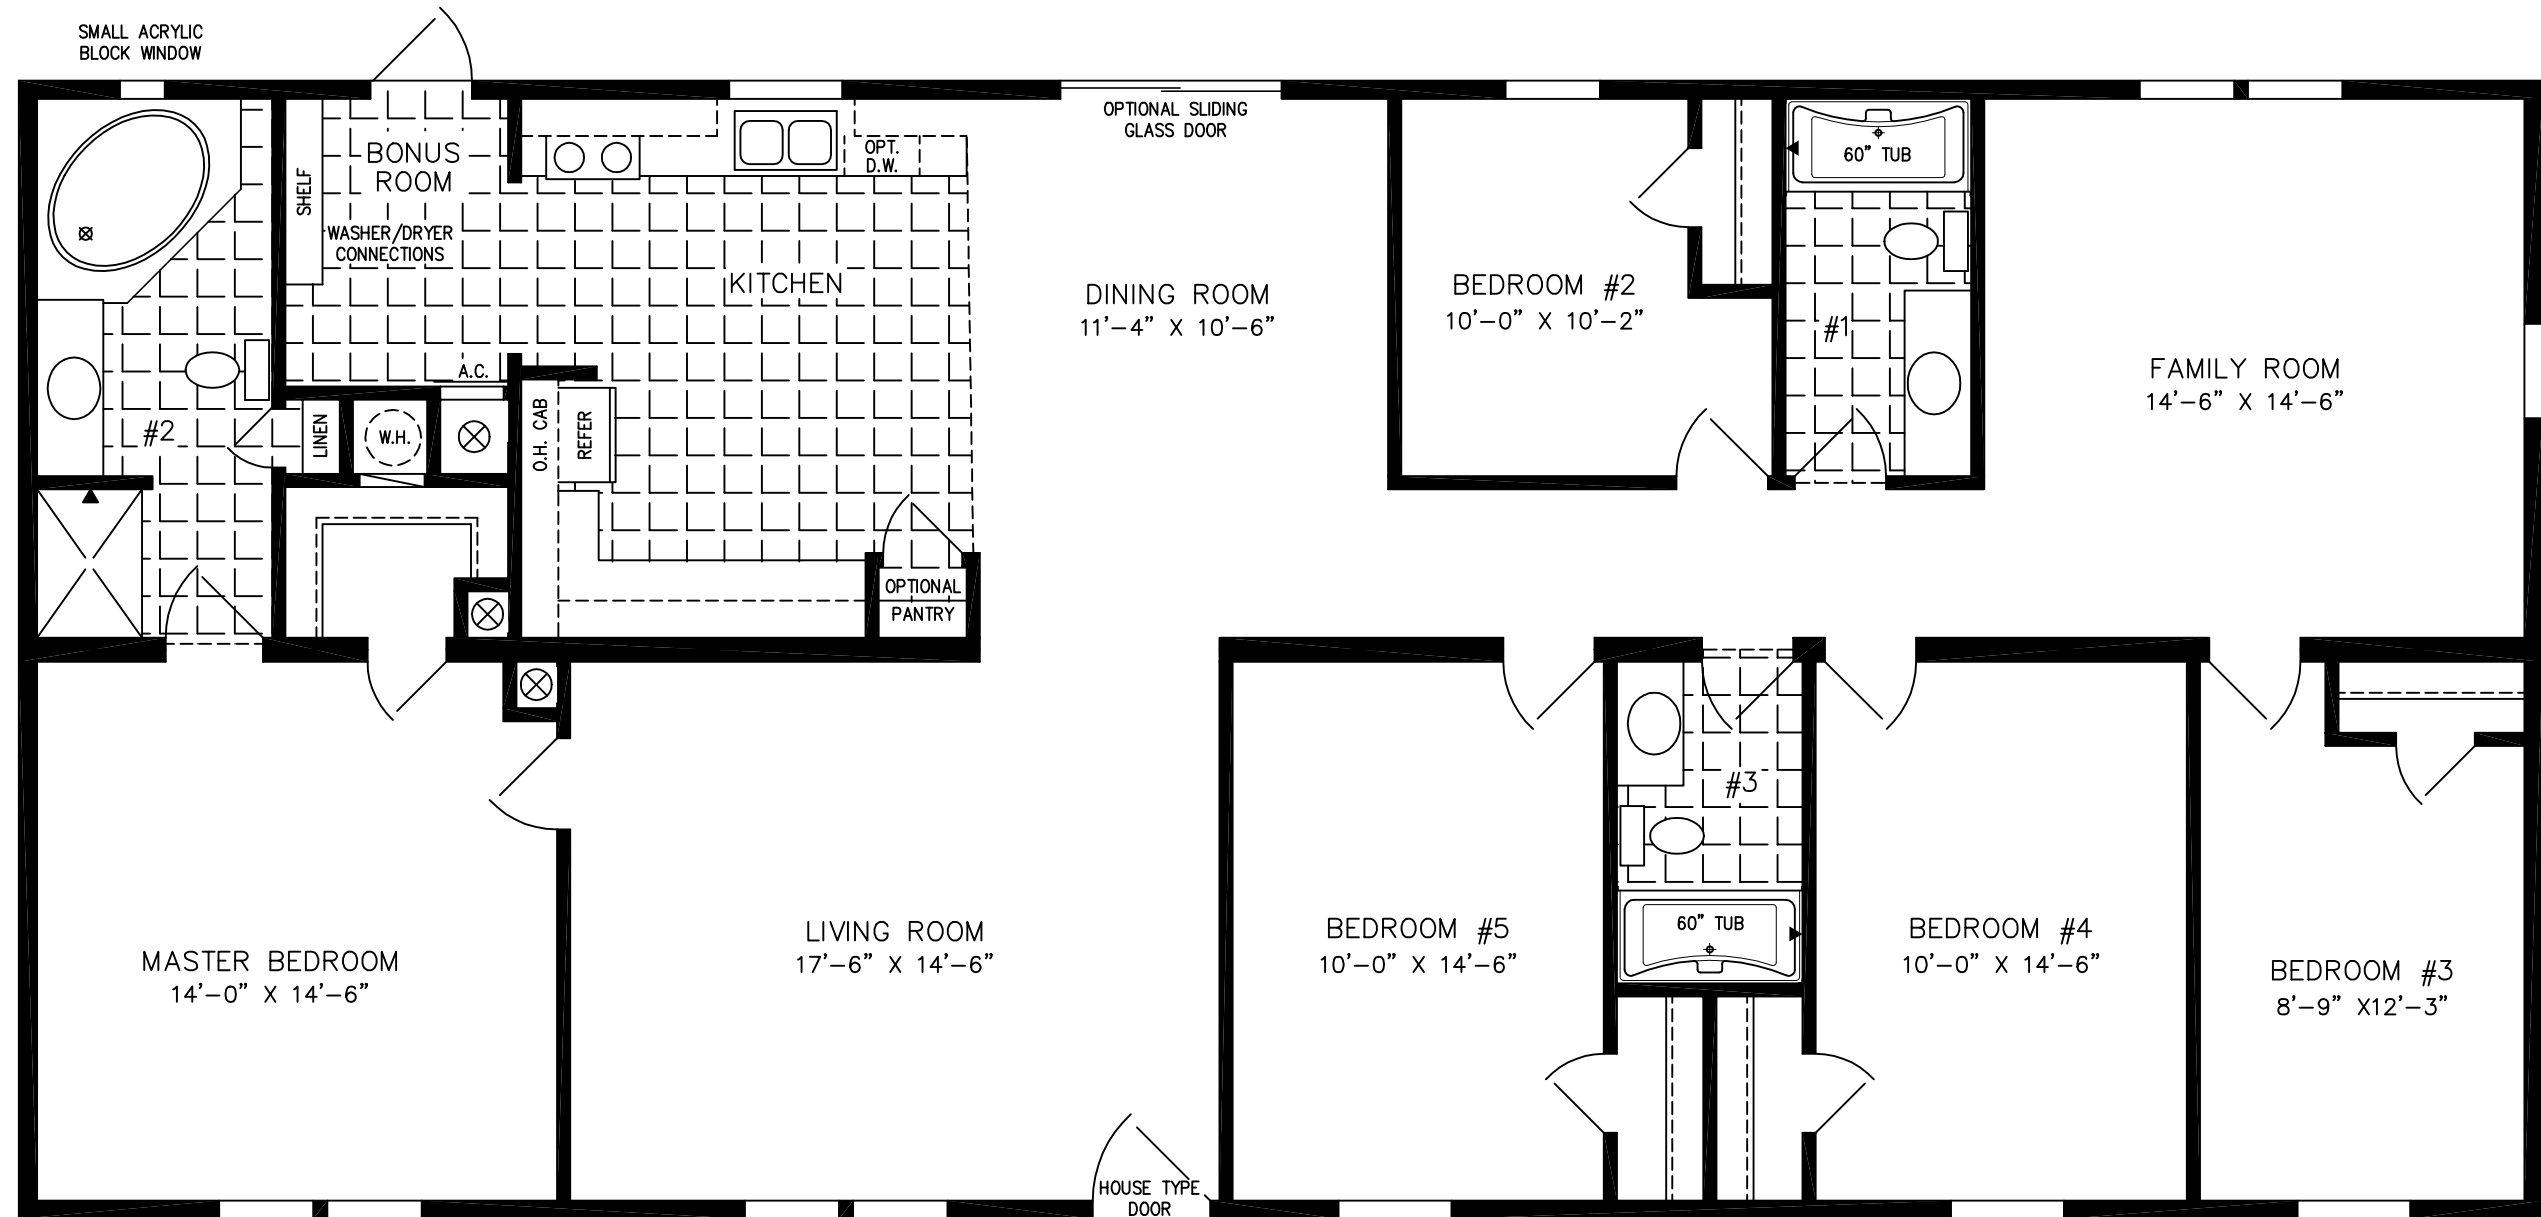 SMALL ACRYLIC
BLOCK WINDOW
OPTIONAL SLIDING
GLASS DOOR
BONUS
ROOM
SHELF
WASHER/DRYER
CONNECTIONS
OPT.
D.W.
KITCHEN
DINING ROOM
11'-4" X 10'-6"
BEDROOM #2
10'-0" X 10'-2"
60" TUB
#1
FAMILY ROOM
14'-6" X 14'-6"
A.C.
#2
LINEN
W.H.
O.H. CAB
REFER
OPTIONAL
PANTRY
MASTER BEDROOM
14'-0" X 14'-6"
LIVING ROOM
17'-6" X 14'-6"
HOUSE TYPE
DOOR
BEDROOM #5
10'-0" X 14'-6"
#3
60" TUB
BEDROOM #4
10'-0" X 14'-6"
BEDROOM #3
8'-9" X12'-3"